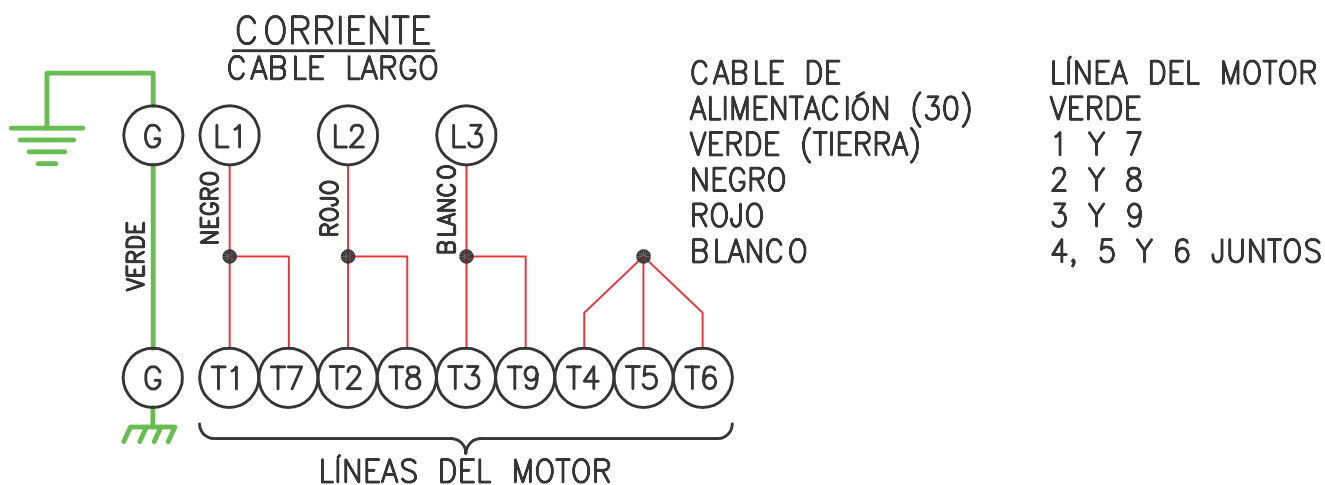 CORRIENTE
CABLE LARGO
G L1 L2 L3
VERDE
NEGRO
ROJO
BLANCO
G T1 T7 T2 T8 T3 T9 T4 T5 T6
LÍNEAS DEL MOTOR
CABLE DE
ALIMENTACIÓN (30)
VERDE (TIERRA)
NEGRO
ROJO
BLANCO
LÍNEA DEL MOTOR
VERDE
1 Y 7
2 Y 8
3 Y 9
4, 5 Y 6 JUNTOS